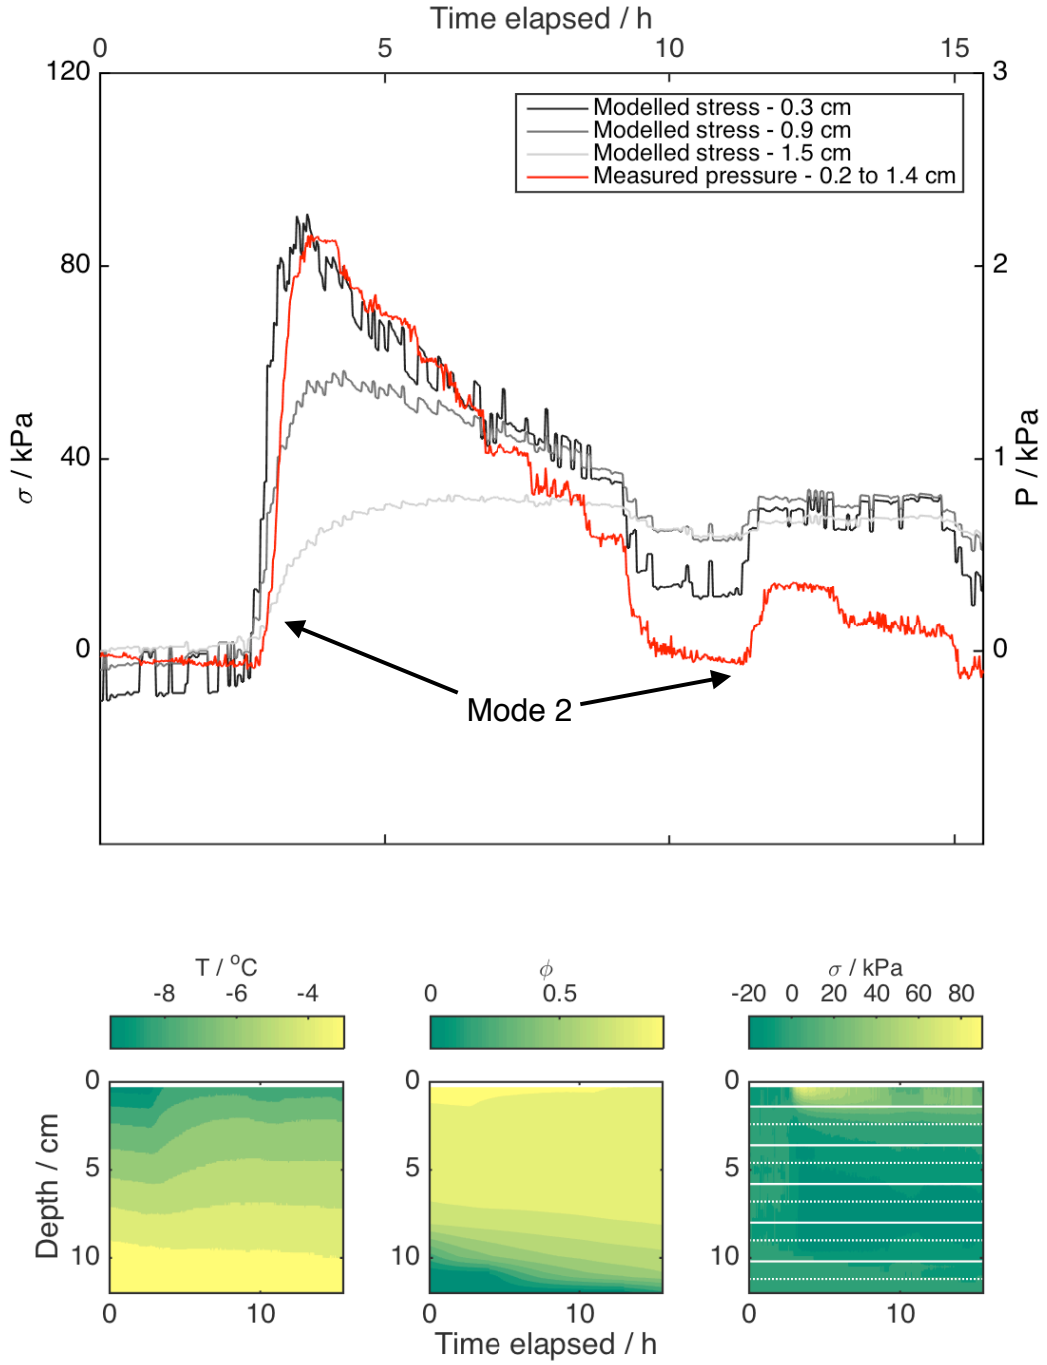 Time elapsed / h
0 5 10 15
120 3
Modelled stress - 0.3 cm
Modelled stress - 0.9 cm
Modelled stress - 1.5 cm
Measured pressure - 0.2 to 1.4 cm
80 2
σ / kPa
40 1
P / kPa
0 0
Mode 2
T / °C ϕ σ / kPa
-8 -6 -4 0 0.5 -20 0 20 40 60 80
0 0 0
Depth / cm
5 5 5
10 10 10
0 10 0 10 0 10
Time elapsed / h